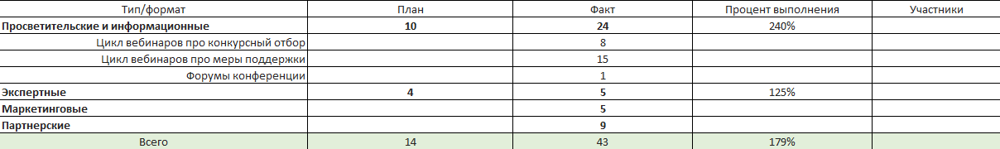 Тип/формат План Факт Процент выполнения Участники
Просветительские и информационные 10 24 240%
Цикл вебинаров про конкурсный отбор 8
Цикл вебинаров про меры поддержки 15
Форумы конференции 1
Экспертные 4 5 125%
Маркетинговые 5
Партнерские 9
Всего 14 43 179%